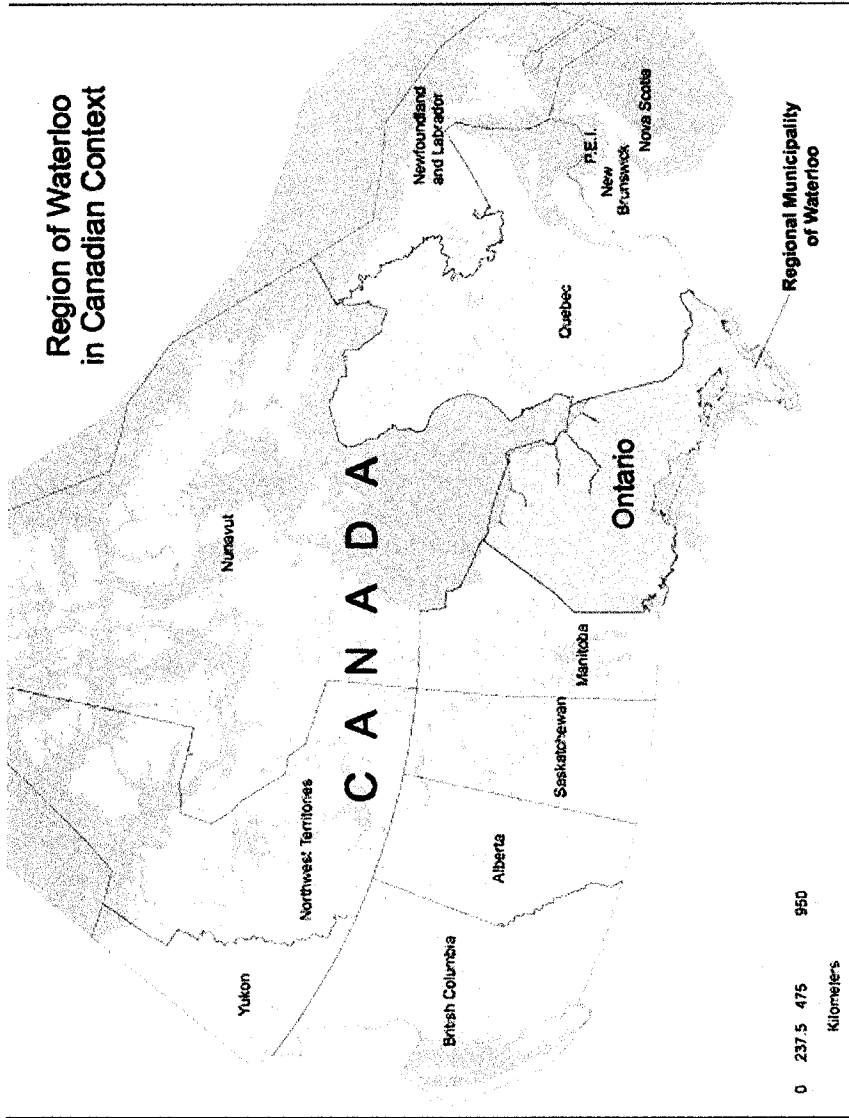 Region of Waterloo
in Canadian Context
Yukon
Northwest Territories
Nunavut
CANADA
British Columbia
Alberta
Saskatchewan
Manitoba
Ontario
Quebec
Newfoundland
and Labrador
P.E.I.
New
Brunswick
Nova Scotia
Regional Municipality
of Waterloo
0 237.5 475 950
Kilometers